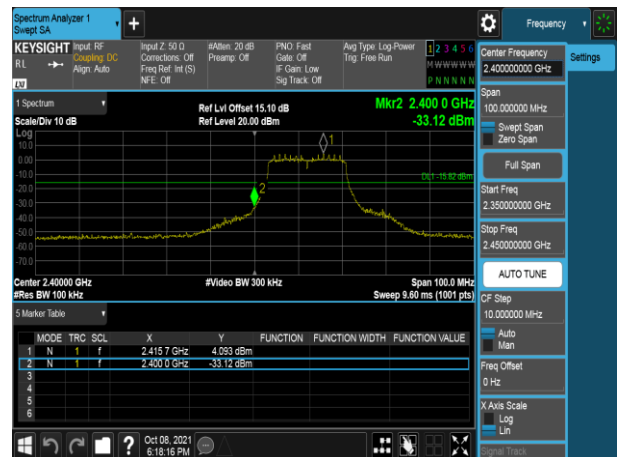 Spectrum Analyzer 1
Swept SA
Frequency
KEYSIGHT
RL
LXI
Input: RF
Coupling: DC
Align: Auto
Input Z: 50 Ω
Corrections: Off
Freq Ref: Int (S)
NFE: Off
#Atten: 20 dB
Preamp: Off
PNO: Fast
Gate: Off
IF Gain: Low
Sig Track: Off
Avg Type: Log-Power
Trig: Free Run
1 2 3 4 5 6
M W W W W W
P N N N N N
Center Frequency
2.400000000 GHz
Settings
Span
100.000000 MHz
Swept Span
Zero Span
Full Span
Start Freq
2.350000000 GHz
Stop Freq
2.450000000 GHz
AUTO TUNE
CF Step
10.000000 MHz
Auto
Man
Freq Offset
0 Hz
X Axis Scale
Log
Lin
Signal Track
1 Spectrum
Scale/Div 10 dB
Ref Lvl Offset 15.10 dB
Ref Level 20.00 dBm
Mkr2 2.400 0 GHz
-33.12 dBm
Log
10.0
0.00
-10.0
-20.0
-30.0
-40.0
-50.0
-60.0
-70.0
1
2
DL1 -15.82 dBm
Center 2.40000 GHz
#Res BW 100 kHz
#Video BW 300 kHz
Span 100.0 MHz
Sweep 9.60 ms (1001 pts)
5 Marker Table
MODE TRC SCL X Y FUNCTION FUNCTION WIDTH FUNCTION VALUE
1 N 1 f 2.415 7 GHz 4.093 dBm
2 N 1 f 2.400 0 GHz -33.12 dBm
3
4
5
6
?
Oct 08, 2021
6:18:16 PM